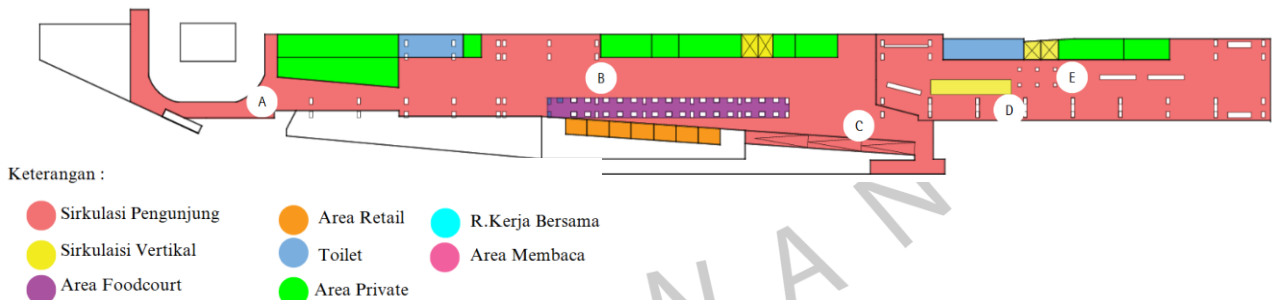 A
B
C
D
E
Keterangan :
Sirkulasi Pengunjung
Sirkulaisi Vertikal
Area Foodcourt
Area Retail
Toilet
Area Private
R.Kerja Bersama
Area Membaca
N A N